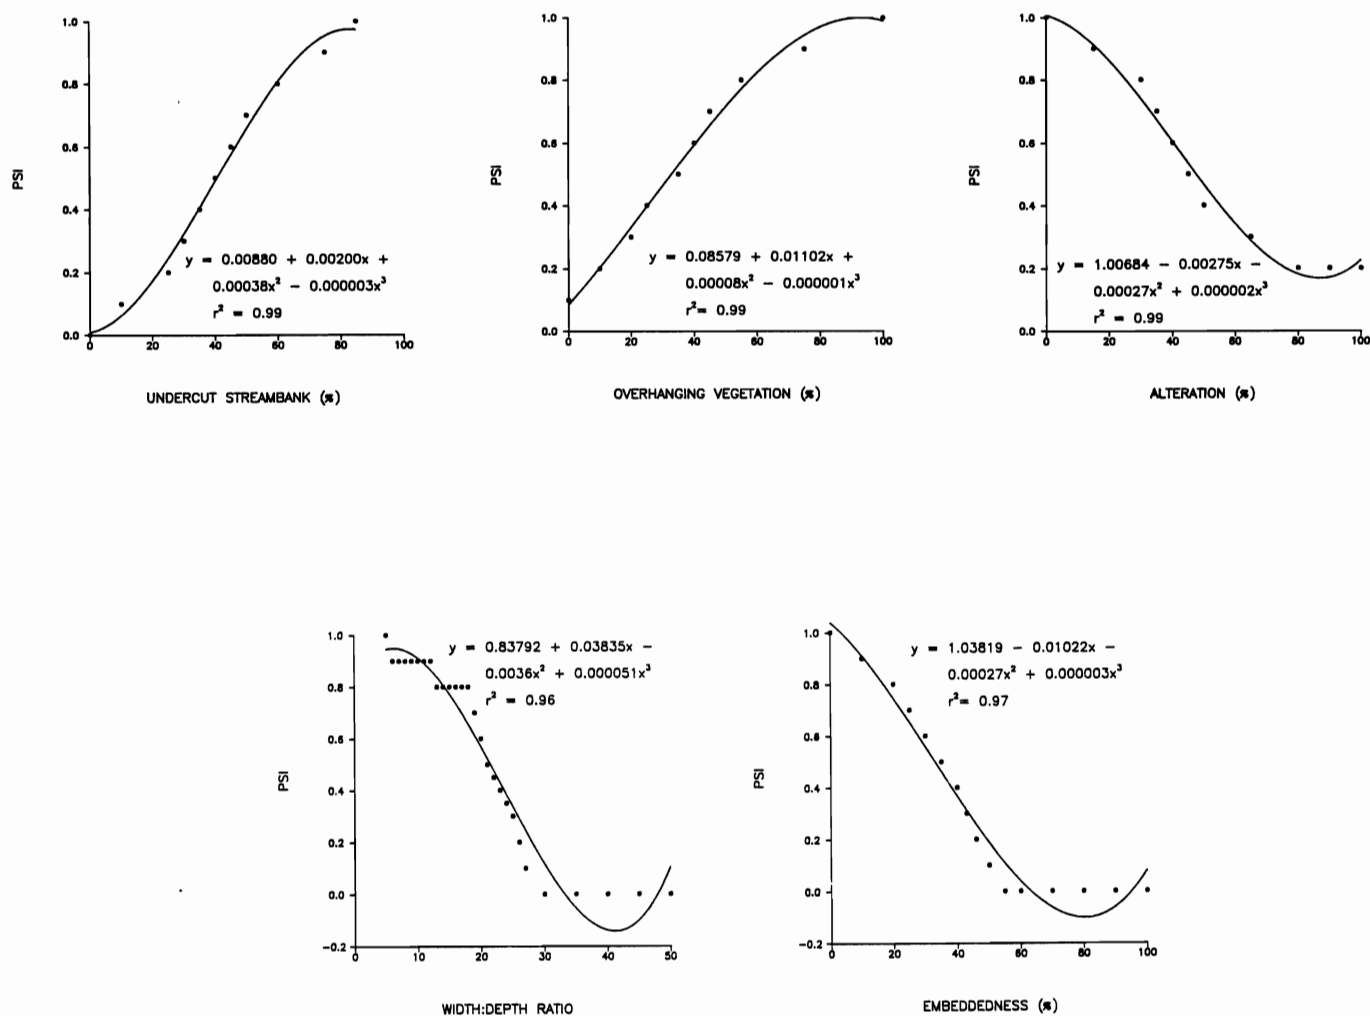 1.0
0.8
0.6
0.4
0.2
0.0
PSI
0 20 40 60 80 100
y = 0.00880 + 0.00200x +
0.00038x² − 0.000003x³
r² = 0.99
UNDERCUT STREAMBANK (%)
1.0
0.8
0.6
0.4
0.2
0.0
PSI
0 20 40 60 80 100
y = 0.08579 + 0.01102x +
0.00008x² − 0.000001x³
r²= 0.99
OVERHANGING VEGETATION (%)
1.0
0.8
0.6
0.4
0.2
0.0
PSI
0 20 40 60 80 100
y = 1.00684 − 0.00275x −
0.00027x² + 0.000002x³
r² = 0.99
ALTERATION (%)
1.0
0.8
0.6
0.4
0.2
0.0
−0.2
PSI
0 10 20 30 40 50
y = 0.83792 + 0.03835x −
0.0036x² + 0.000051x³
r² = 0.96
WIDTH:DEPTH RATIO
1.0
0.8
0.6
0.4
0.2
0.0
−0.2
PSI
0 20 40 60 80 100
y = 1.03819 − 0.01022x −
0.00027x² + 0.000003x³
r²= 0.97
EMBEDDEDNESS (%)